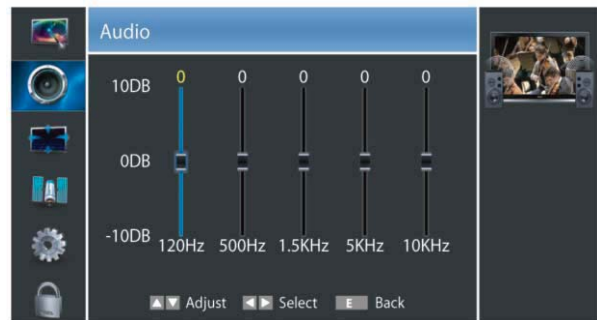 Audio
0 0 0 0 0
10DB
0DB
-10DB
120Hz 500Hz 1.5KHz 5KHz 10KHz
Adjust Select E Back